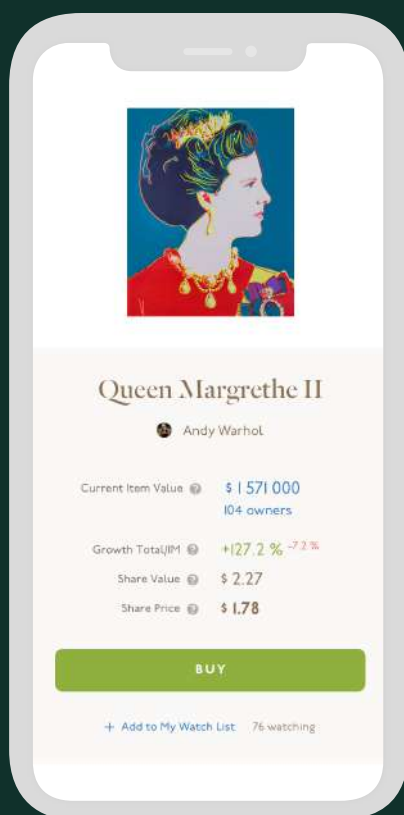 Queen Margrethe II
Andy Warhol
Current Item Value ? $ 1 571 000
104 owners
Growth Total/1M ? +127.2 % -7.2 %
Share Value ? $ 2.27
Share Price ? $ 1.78
BUY
+ Add to My Watch List 76 watching